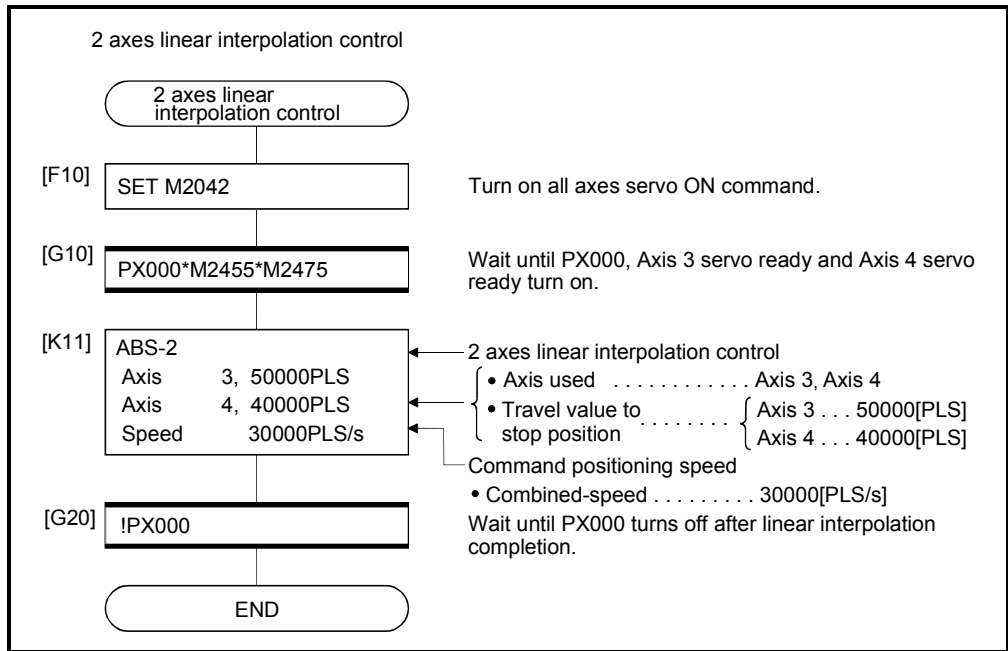 2 axes linear interpolation control
2 axes linear
interpolation control
[F10]
SET M2042
Turn on all axes servo ON command.
[G10]
PX000*M2455*M2475
Wait until PX000, Axis 3 servo ready and Axis 4 servo
ready turn on.
[K11]
ABS-2
Axis 3, 50000PLS
Axis 4, 40000PLS
Speed 30000PLS/s
2 axes linear interpolation control
• Axis used . . . . . . . . . . . . Axis 3, Axis 4
• Travel value to
stop position . . . . . . . .
Axis 3 . . . 50000[PLS]
Axis 4 . . . 40000[PLS]
Command positioning speed
• Combined-speed . . . . . . . . . 30000[PLS/s]
[G20]
!PX000
Wait until PX000 turns off after linear interpolation
completion.
END